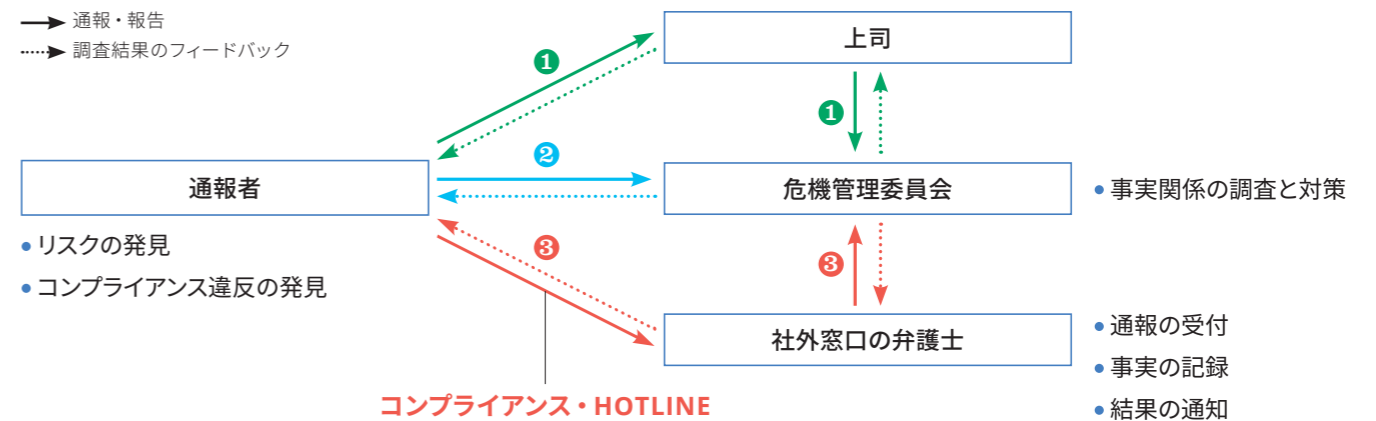 通報・報告
調査結果のフィードバック
上司
❶
❶
❷
通報者
危機管理委員会
• 事実関係の調査と対策
• リスクの発見
• コンプライアンス違反の発見
❸
❸
社外窓口の弁護士
• 通報の受付
• 事実の記録
• 結果の通知
コンプライアンス・HOTLINE